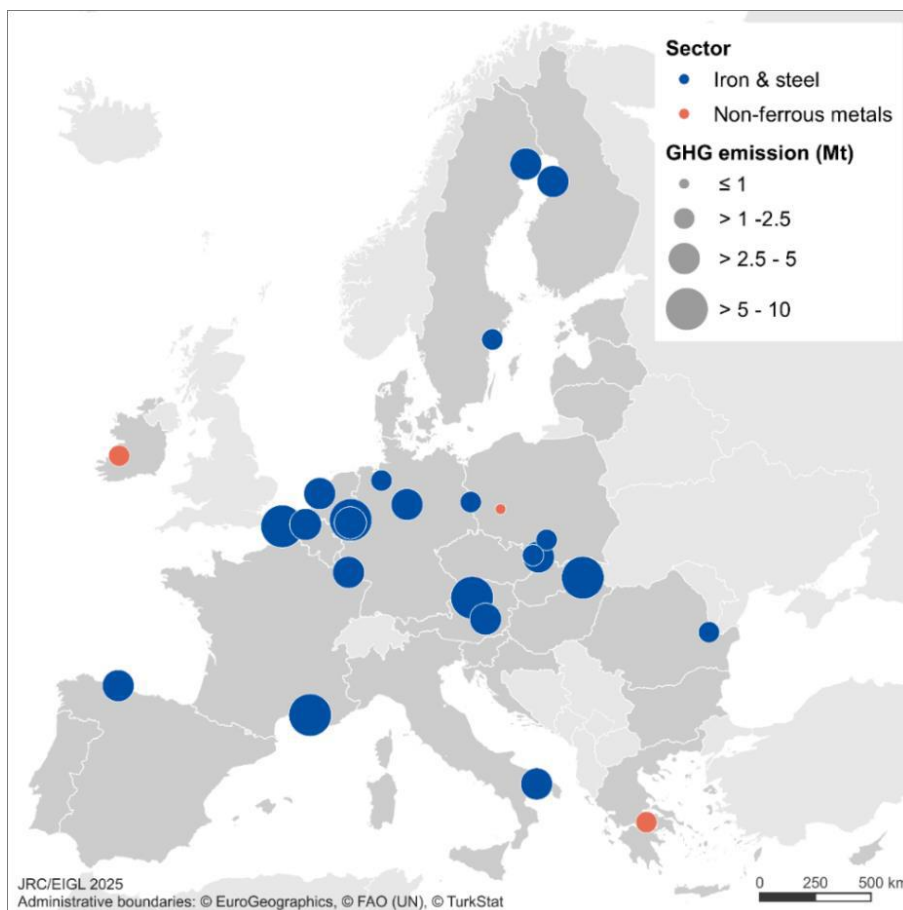 Sector
Iron & steel
Non-ferrous metals
GHG emission (Mt)
≤ 1
> 1 -2.5
> 2.5 - 5
> 5 - 10
JRC/EIGL 2025
Administrative boundaries: © EuroGeographics, © FAO (UN), © TurkStat
0 250 500 km